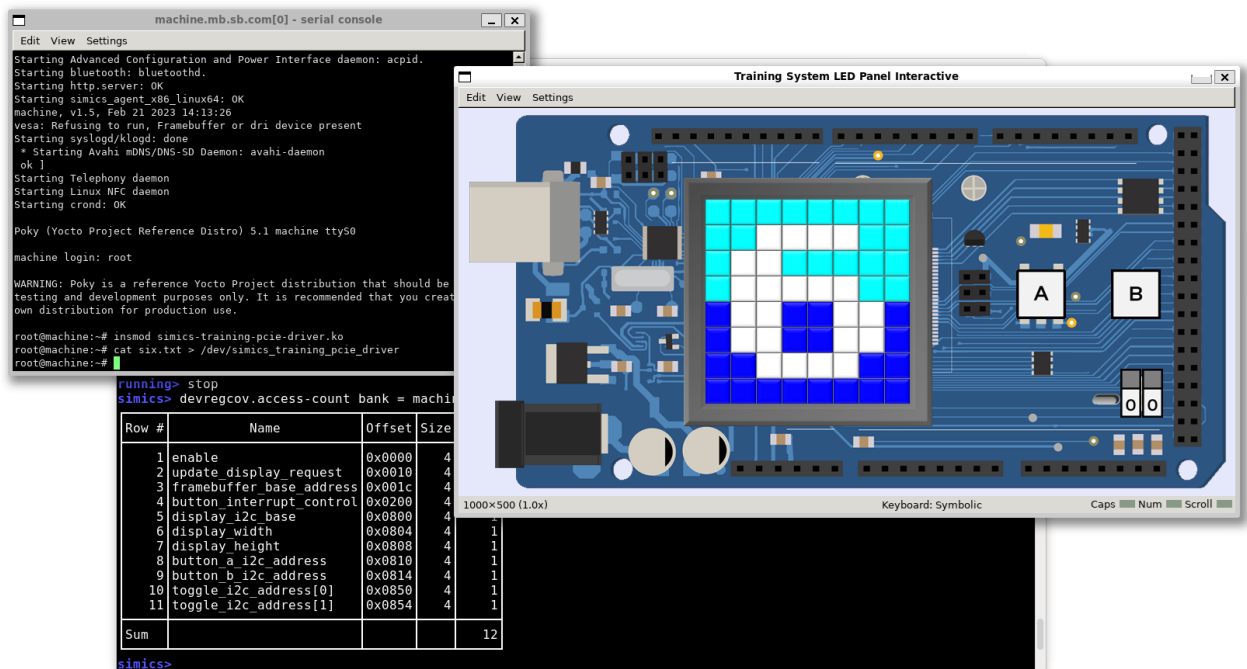 machine.mb.sb.com[0] - serial console
Edit View Settings
Starting Advanced Configuration and Power Interface daemon: acpid.
Starting bluetooth: bluetoothd.
Starting http.server: OK
Starting simics_agent_x86_linux64: OK
machine, v1.5, Feb 21 2023 14:13:26
vesa: Refusing to run, Framebuffer or dri device present
Starting syslogd/klogd: done
* Starting Avahi mDNS/DNS-SD Daemon: avahi-daemon
ok ]
Starting Telephony daemon
Starting Linux NFC daemon
Starting crond: OK
Poky (Yocto Project Reference Distro) 5.1 machine ttyS0
machine login: root
WARNING: Poky is a reference Yocto Project distribution that should be
testing and development purposes only. It is recommended that you creat
own distribution for production use.
root@machine:~# insmod simics-training-pcie-driver.ko
root@machine:~# cat six.txt > /dev/simics_training_pcie_driver
root@machine:~#
Training System LED Panel Interactive
Edit View Settings
A B
0 0
1000×500 (1.0x) Keyboard: Symbolic Caps Num Scroll
running> stop
simics> devregcov.access-count bank = machin
Row # Name Offset Size
1 enable 0x0000 4
2 update_display_request 0x0010 4
3 framebuffer_base_address 0x001c 4
4 button_interrupt_control 0x0200 4
5 display_i2c_base 0x0800 4 1
6 display_width 0x0804 4 1
7 display_height 0x0808 4 1
8 button_a_i2c_address 0x0810 4 1
9 button_b_i2c_address 0x0814 4 1
10 toggle_i2c_address[0] 0x0850 4 1
11 toggle_i2c_address[1] 0x0854 4 1
Sum 12
simics>